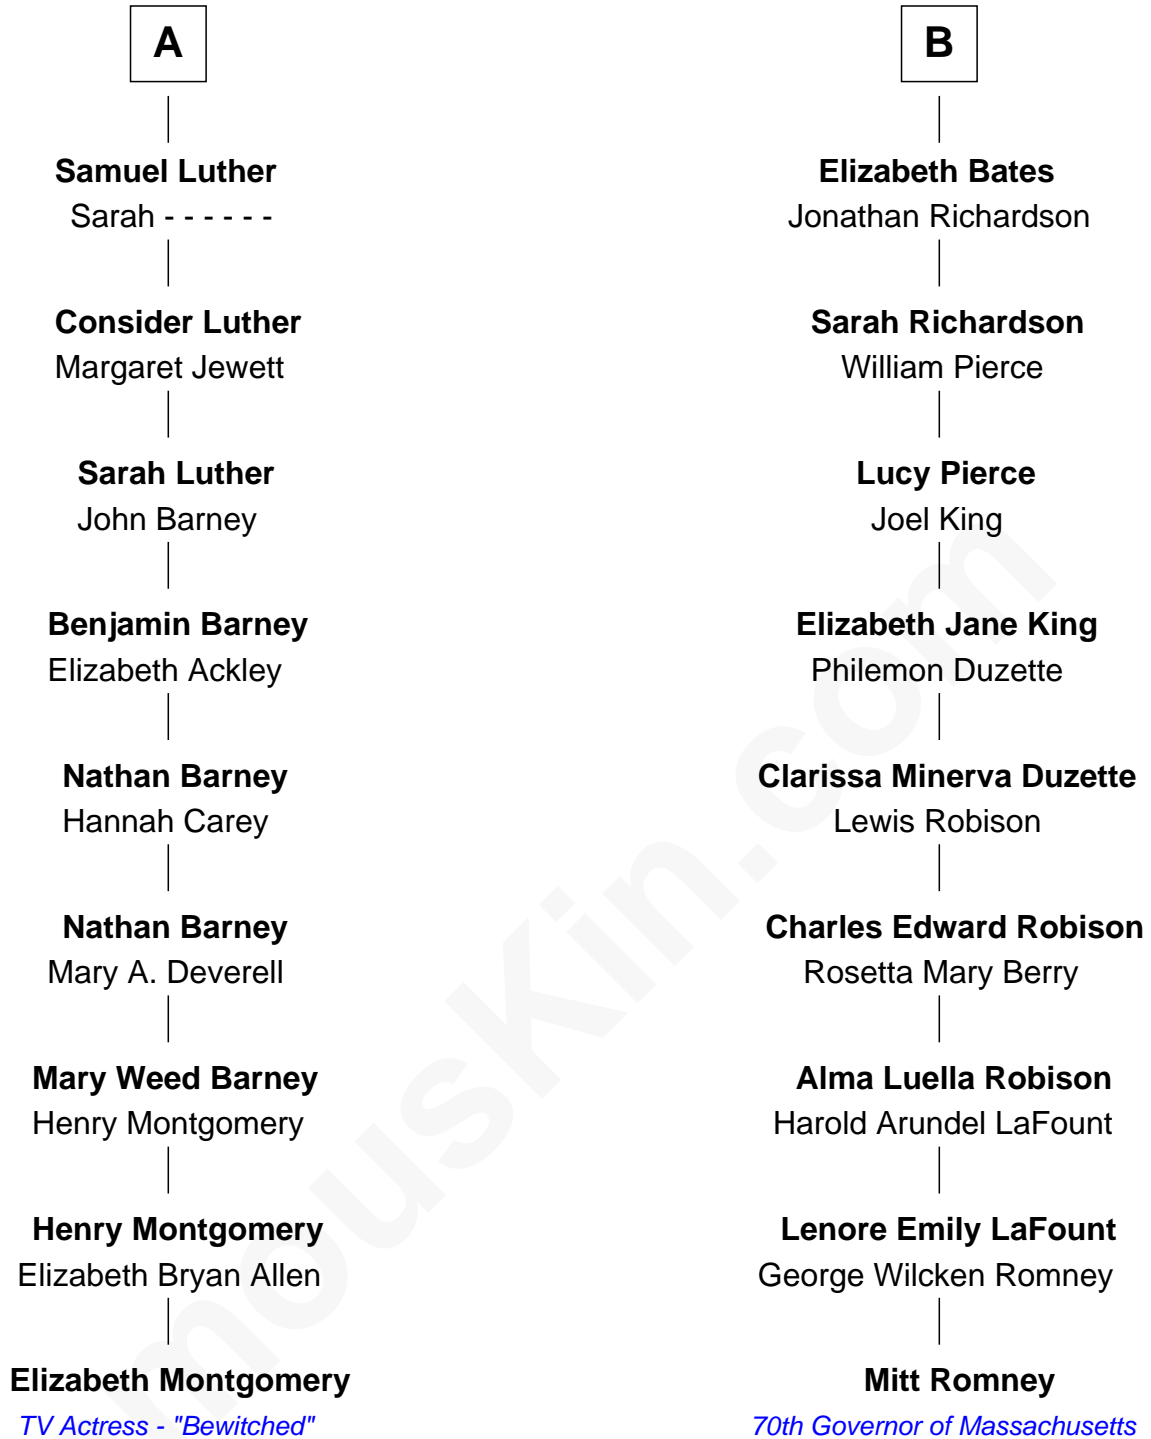 A
B
Samuel Luther
Sarah - - - - - -
Elizabeth Bates
Jonathan Richardson
Consider Luther
Margaret Jewett
Sarah Richardson
William Pierce
Sarah Luther
John Barney
Lucy Pierce
Joel King
Benjamin Barney
Elizabeth Ackley
Elizabeth Jane King
Philemon Duzette
Nathan Barney
Hannah Carey
Clarissa Minerva Duzette
Lewis Robison
Nathan Barney
Mary A. Deverell
Charles Edward Robison
Rosetta Mary Berry
Mary Weed Barney
Henry Montgomery
Alma Luella Robison
Harold Arundel LaFount
Henry Montgomery
Elizabeth Bryan Allen
Lenore Emily LaFount
George Wilcken Romney
Elizabeth Montgomery
TV Actress - "Bewitched"
Mitt Romney
70th Governor of Massachusetts
mousKin.com